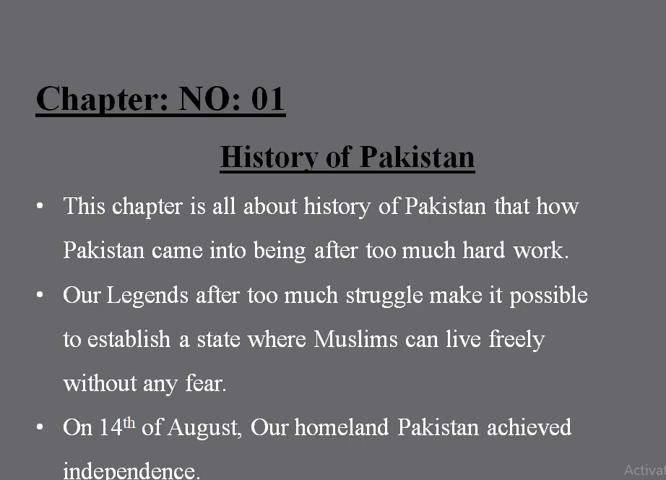 Chapter: NO: 01
History of Pakistan
• This chapter is all about history of Pakistan that how
Pakistan came into being after too much hard work.
• Our Legends after too much struggle make it possible
to establish a state where Muslims can live freely
without any fear.
• On 14th of August, Our homeland Pakistan achieved
independence.